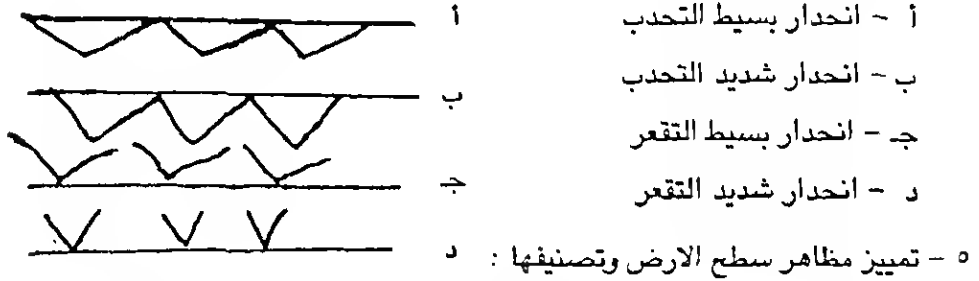 أ - انحدار بسيط التحدب
ب - انحدار شديد التحدب
جـ - انحدار بسيط التقعر
د - انحدار شديد التقعر
أ
ب
جـ
د
٥ - تمييز مظاهر سطح الارض وتصنيفها :